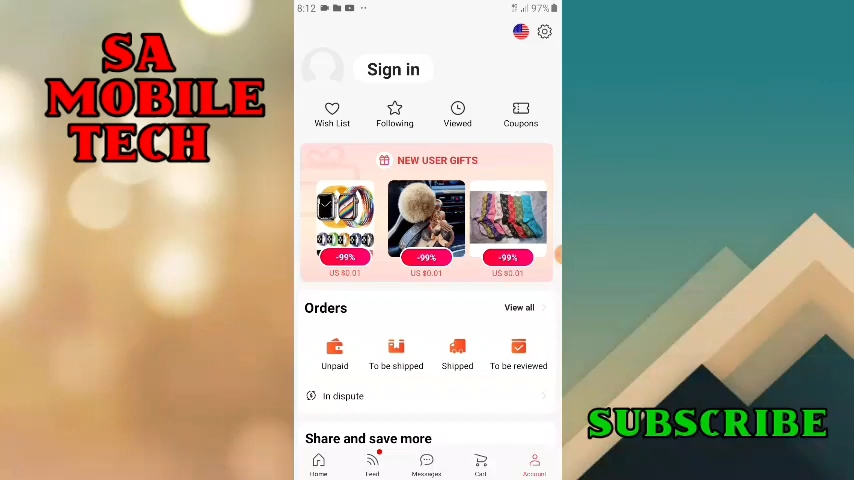 SA
MOBILE
TECH
8:12
97%
Sign in
Wish List
Following
Viewed
Coupons
NEW USER GIFTS
-99%
-99%
-99%
US $0.01
US $0.01
US $0.01
Orders
View all
Unpaid
To be shipped
Shipped
To be reviewed
In dispute
Share and save more
SUBSCRIBE
Home
Feed
Messages
Cart
Account